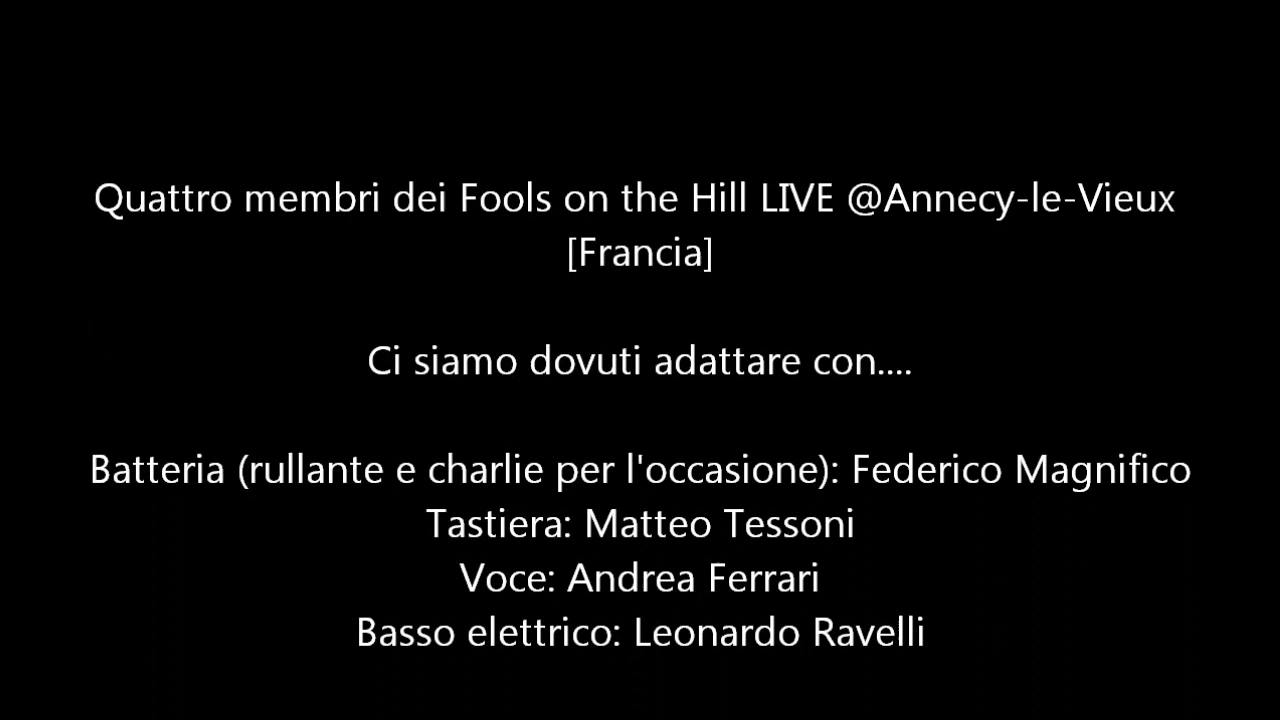 Quattro membri dei Fools on the Hill LIVE @Annecy-le-Vieux
[Francia]
Ci siamo dovuti adattare con....
Batteria (rullante e charlie per l'occasione): Federico Magnifico
Tastiera: Matteo Tessoni
Voce: Andrea Ferrari
Basso elettrico: Leonardo Ravelli